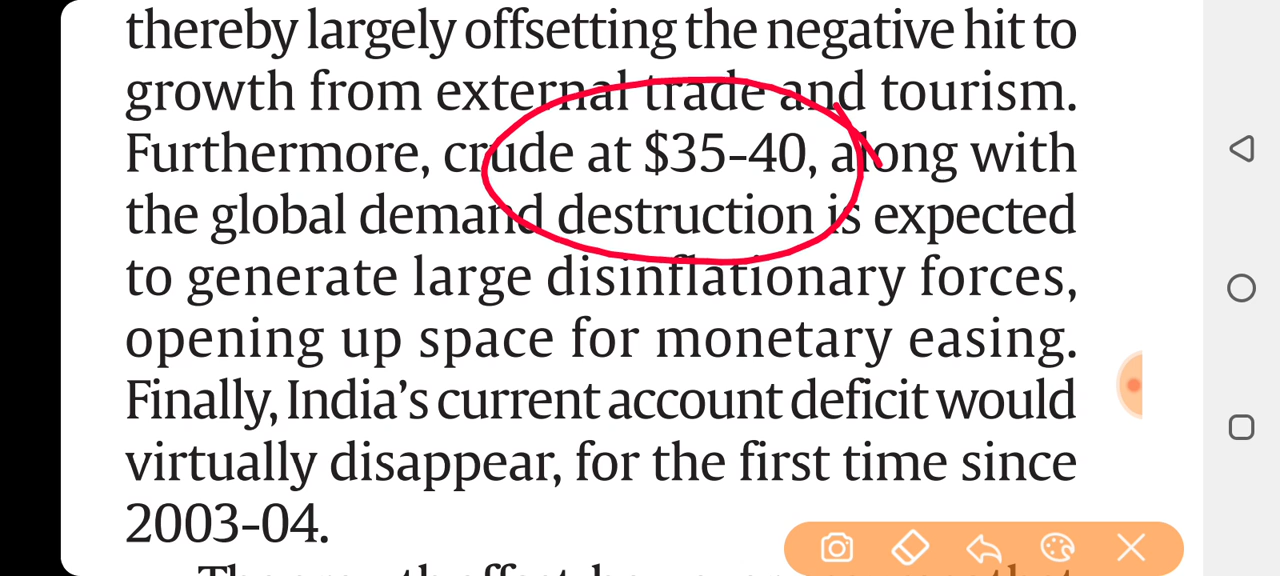 thereby largely offsetting the negative hit to
growth from external trade and tourism.
Furthermore, crude at $35-40, along with
the global demand destruction is expected
to generate large disinflationary forces,
opening up space for monetary easing.
Finally, India's current account deficit would
virtually disappear, for the first time since
2003-04.